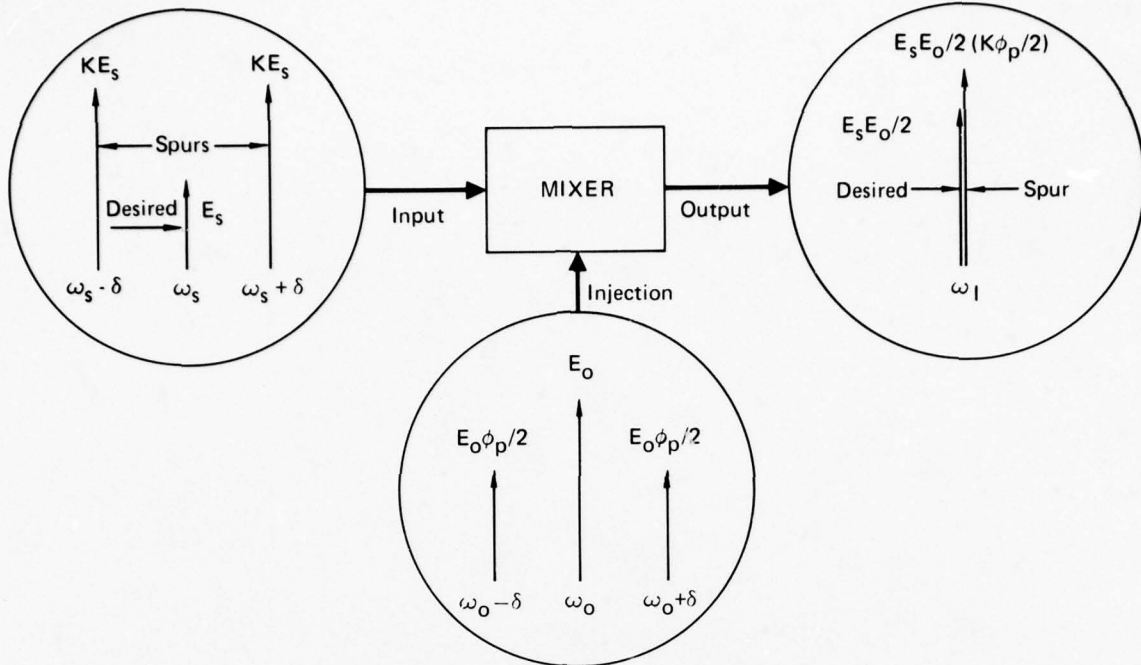 KE_s KE_s
Spurs
Desired E_s
ω_s - δ ω_s ω_s + δ
Input
MIXER
Output
Injection
E_sE_o/2 (Kϕ_p/2)
E_sE_o/2
Desired Spur
ω_I
E_o
E_oϕ_p/2 E_oϕ_p/2
ω_o-δ ω_o ω_o+δ